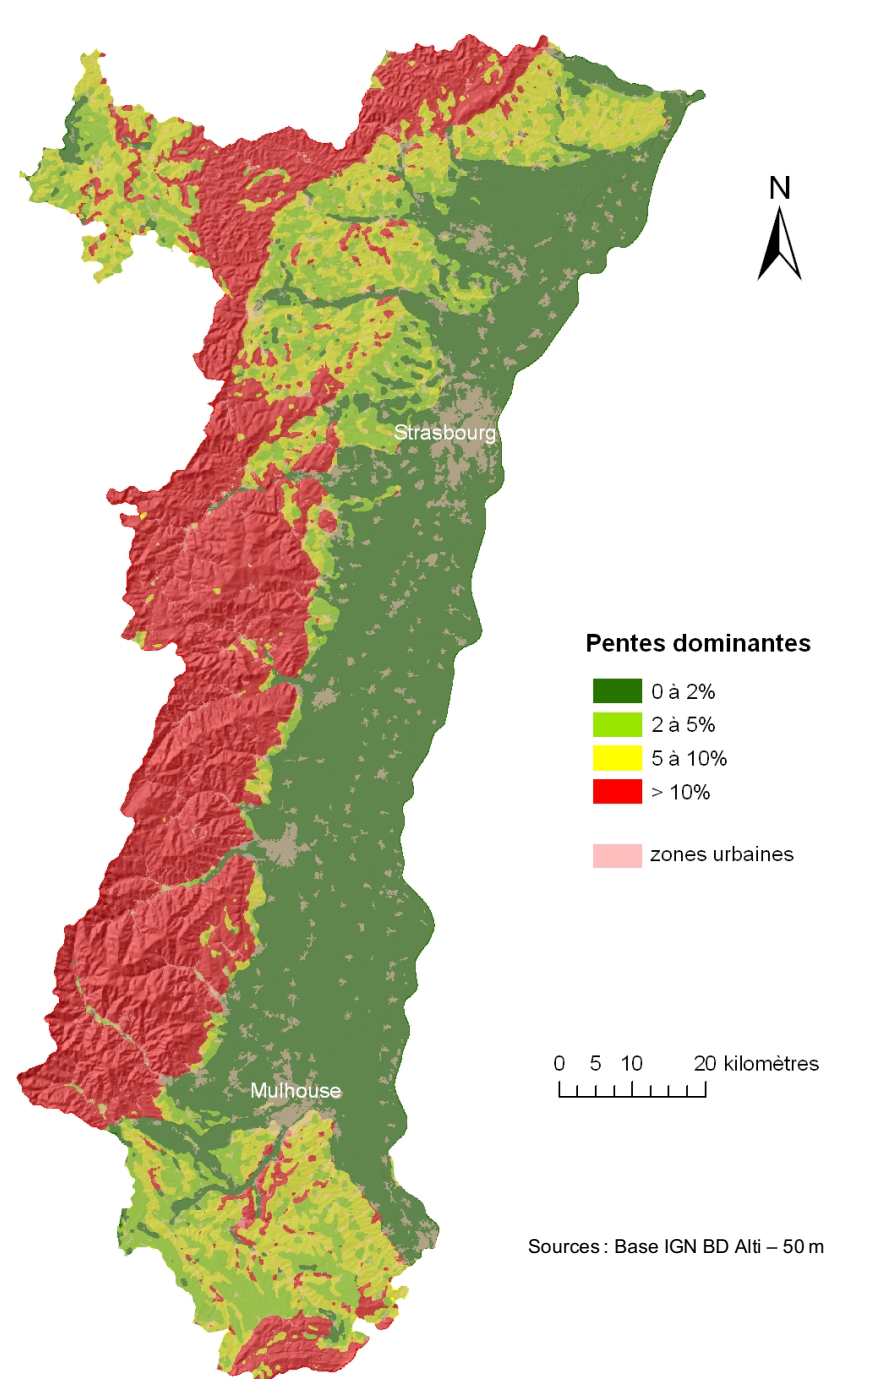 N
Strasbourg
Pentes dominantes
0 à 2%
2 à 5%
5 à 10%
> 10%
zones urbaines
0 5 10 20 kilomètres
Mulhouse
Sources : Base IGN BD Alti – 50 m